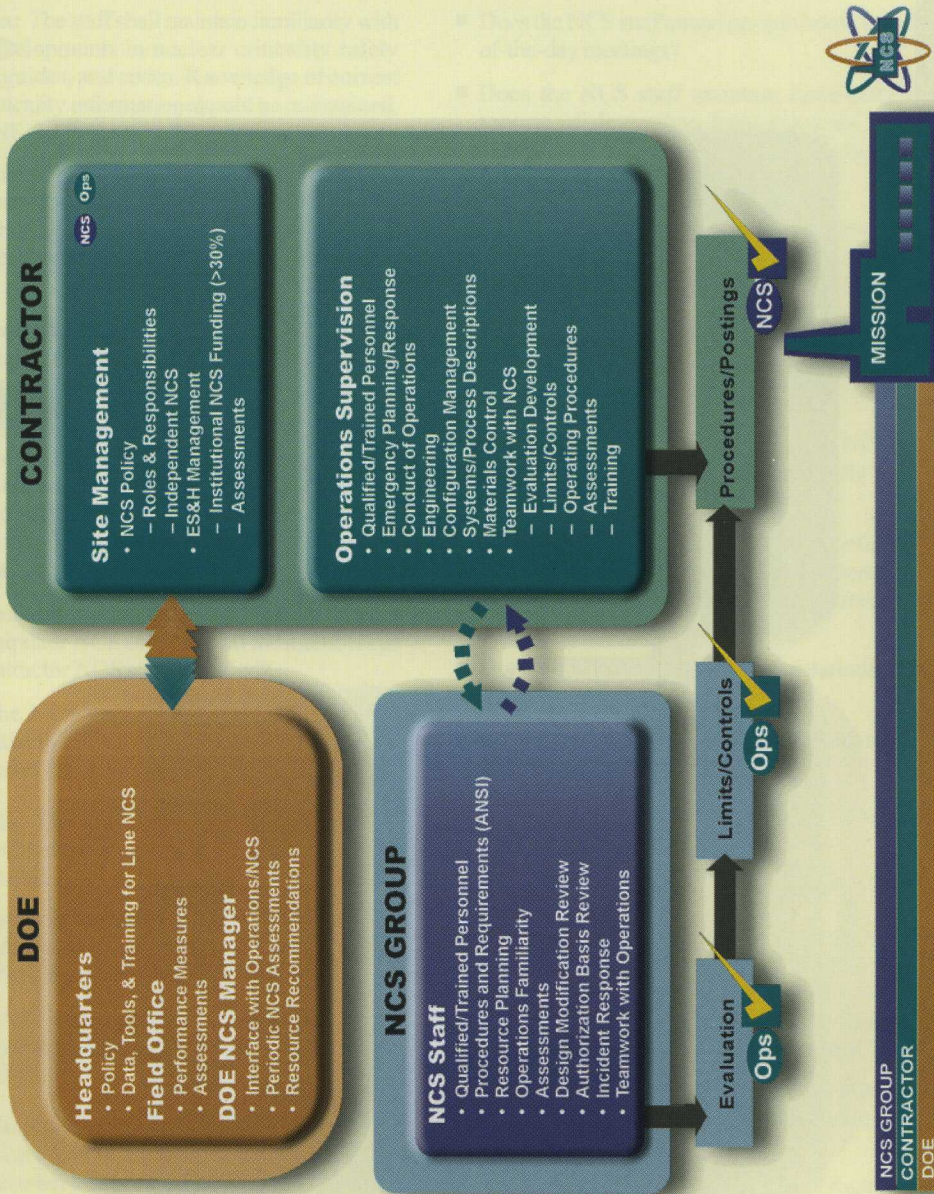 DOE
Headquarters
• Policy
• Data, Tools, & Training for Line NCS
Field Office
• Performance Measures
• Assessments
DOE NCS Manager
• Interface with Operations/NCS
• Periodic NCS Assessments
• Resource Recommendations
CONTRACTOR
Site Management
NCS Ops
• NCS Policy
– Roles & Responsibilities
– Independent NCS
• ES&H Management
– Institutional NCS Funding (>30%)
– Assessments
Operations Supervision
• Qualified/Trained Personnel
• Emergency Planning/Response
• Conduct of Operations
• Engineering
• Configuration Management
• Systems/Process Descriptions
• Materials Control
• Teamwork with NCS
– Evaluation Development
– Limits/Controls
– Operating Procedures
– Assessments
– Training
NCS GROUP
NCS Staff
• Qualified/Trained Personnel
• Procedures and Requirements (ANSI)
• Resource Planning
• Operations Familiarity
• Assessments
• Design Modification Review
• Authorization Basis Review
• Incident Response
• Teamwork with Operations
Evaluation
Ops
Limits/Controls
Ops
Procedures/Postings
NCS
NCS GROUP
CONTRACTOR
DOE
MISSION
NCS